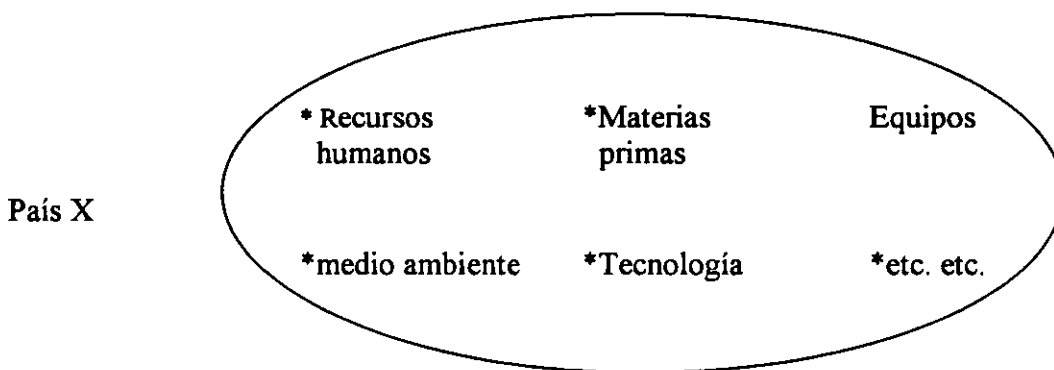 * Recursos humanos
*Materias primas
Equipos
País X
*medio ambiente
*Tecnología
*etc. etc.